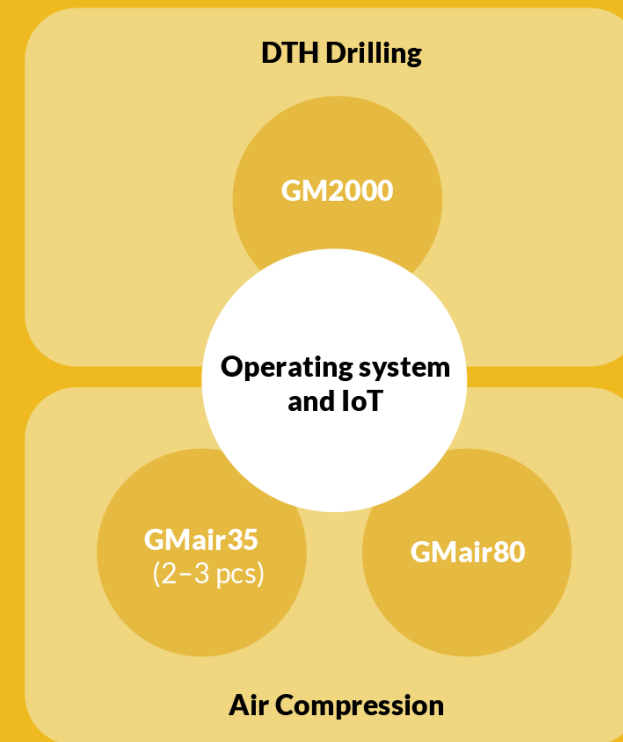 DTH Drilling
GM2000
Operating system
and IoT
GMair35
(2–3 pcs)
GMair80
Air Compression